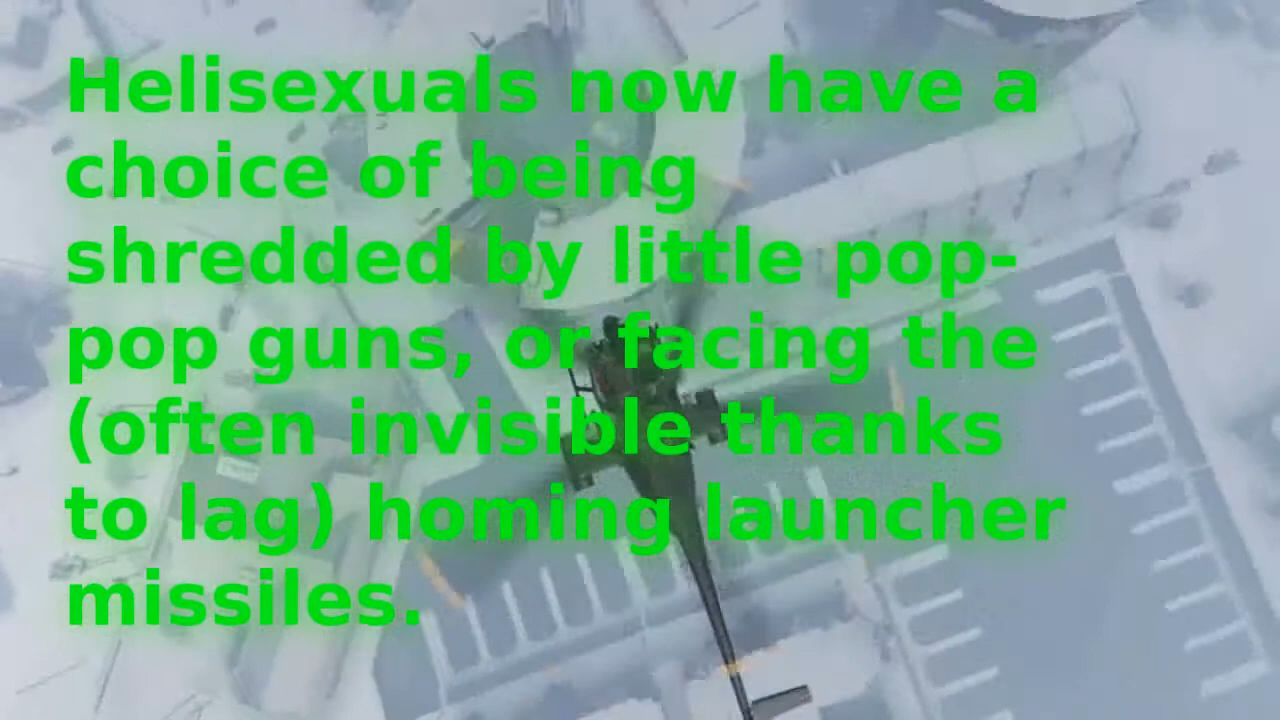 Helisexuals now have a
choice of being
shredded by little pop-
pop guns, or facing the
(often invisible thanks
to lag) homing launcher
missiles.